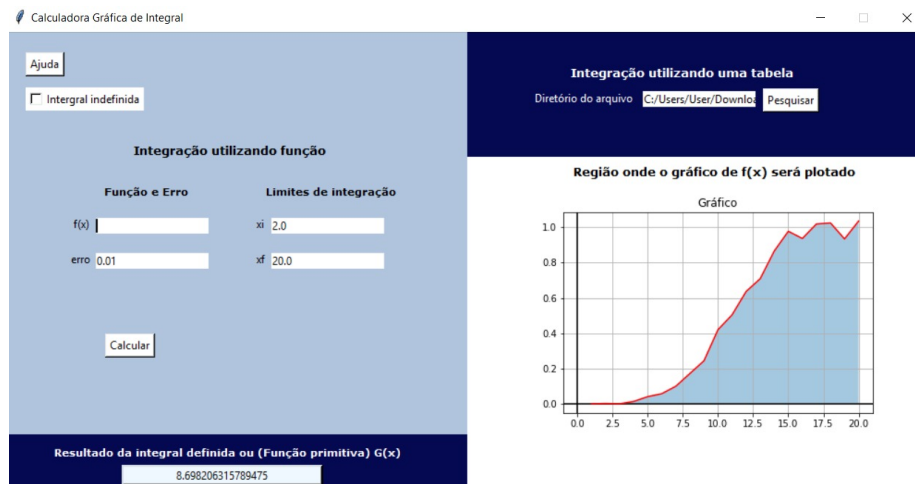 Calculadora Gráfica de Integral
Ajuda
Intergral indefinida
Integração utilizando função
Função e Erro
Limites de integração
f(x)
xi 2.0
erro 0.01
xf 20.0
Calcular
Resultado da integral definida ou (Função primitiva) G(x)
8.698206315789475
Integração utilizando uma tabela
Diretório do arquivo C:/Users/User/Downloa Pesquisar
Região onde o gráfico de f(x) será plotado
Gráfico
1.0
0.8
0.6
0.4
0.2
0.0
0.0 2.5 5.0 7.5 10.0 12.5 15.0 17.5 20.0